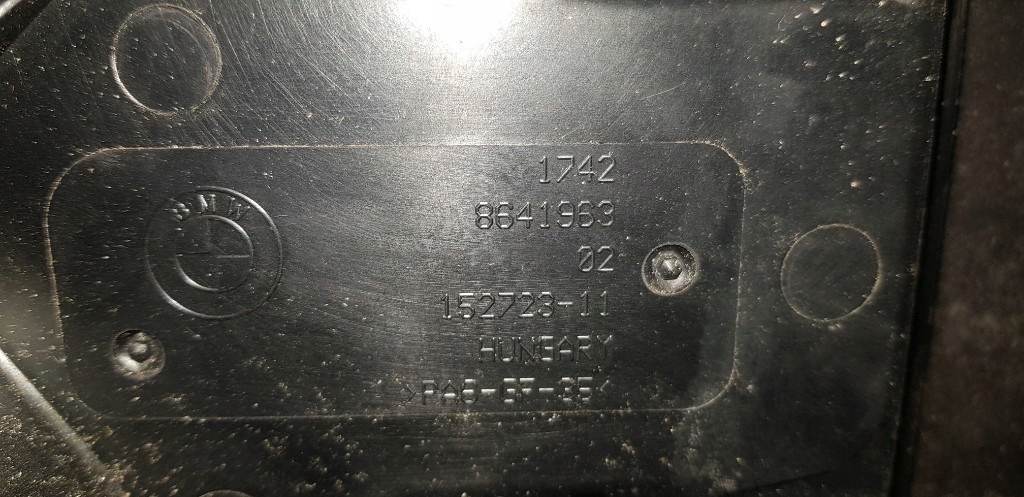 BMW
1742
8641963
02
152723-11
HUNGARY
>PA6-GF-35<